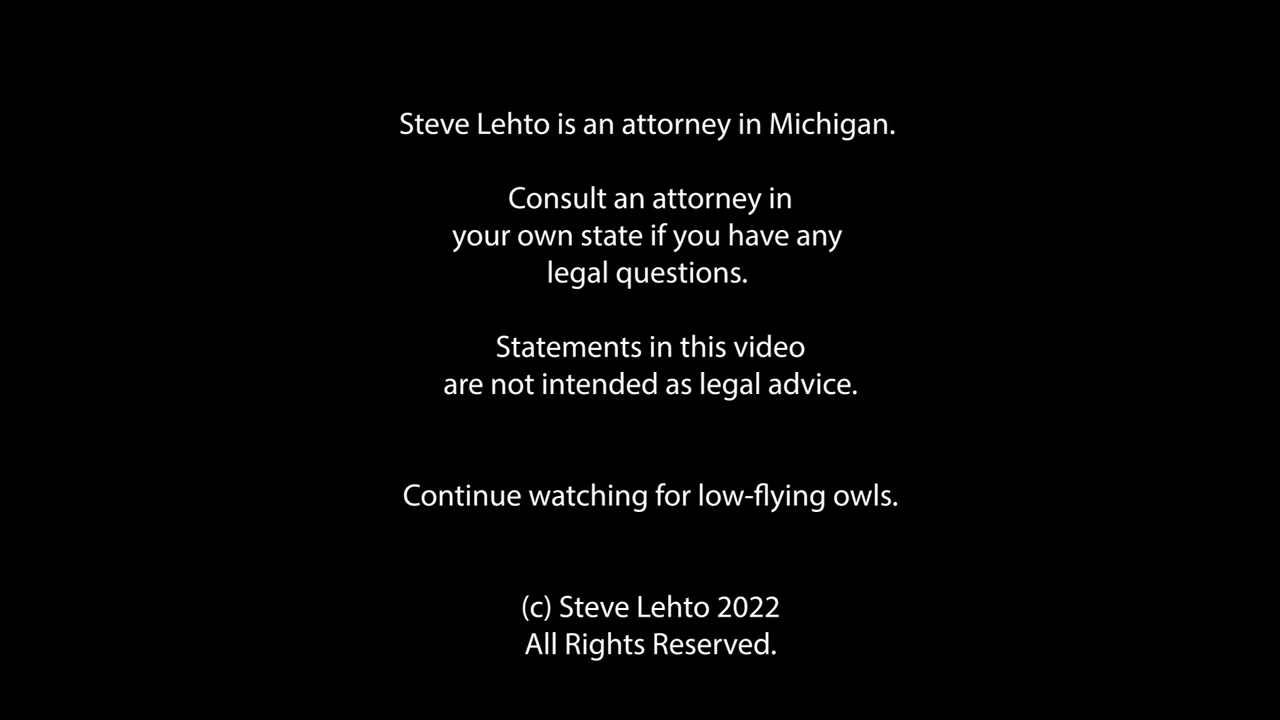 Steve Lehto is an attorney in Michigan.
Consult an attorney in
your own state if you have any
legal questions.
Statements in this video
are not intended as legal advice.
Continue watching for low-flying owls.
(c) Steve Lehto 2022
All Rights Reserved.